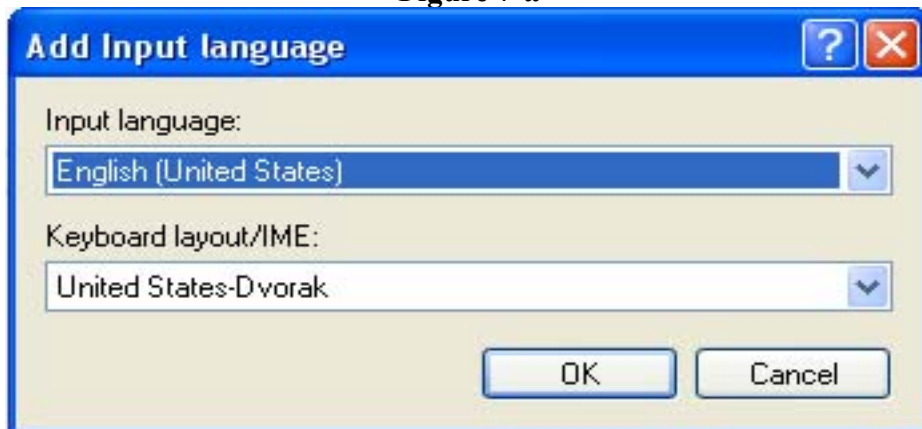 Add Input language
Input language:
English (United States)
Keyboard layout/IME:
United States-Dvorak
OK Cancel